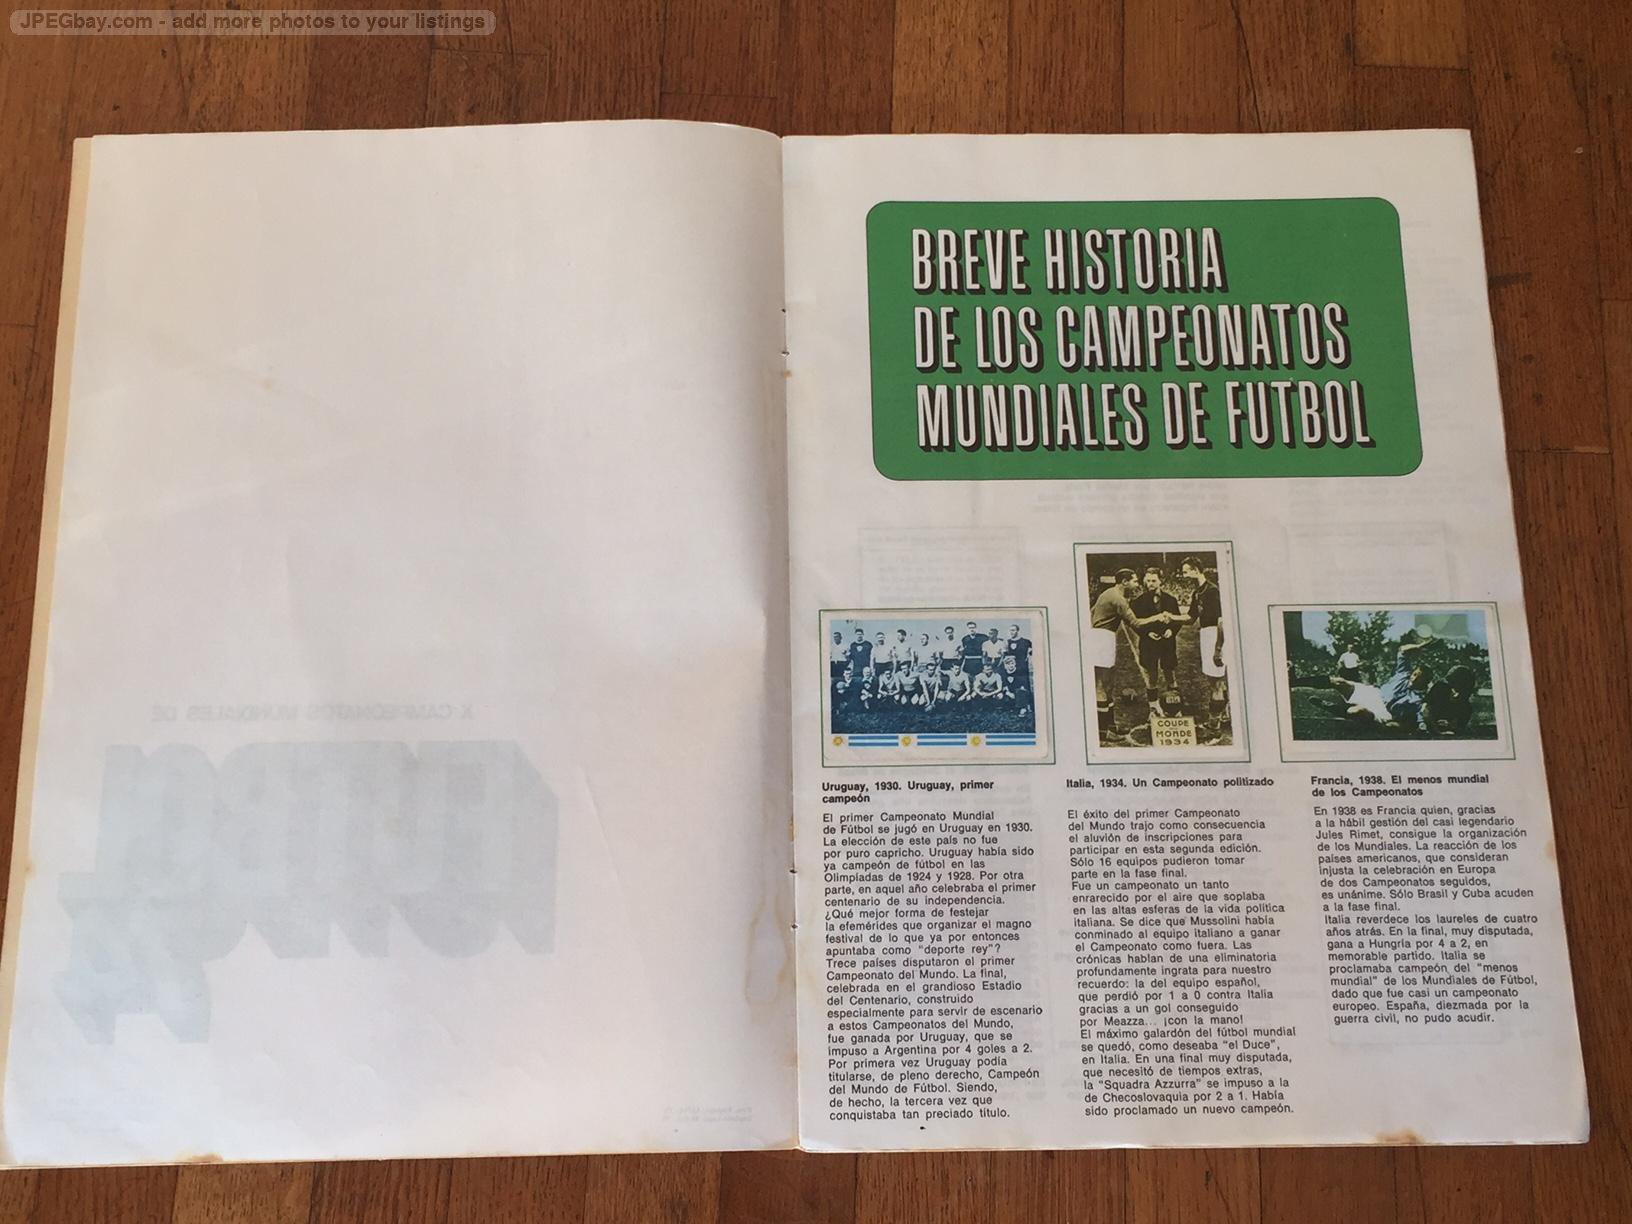 JPEGbay.com - add more photos to your listings
BREVE HISTORIA
DE LOS CAMPEONATOS
MUNDIALES DE FUTBOL
COUPE
MONDE
1934
Uruguay, 1930. Uruguay, primer
campeón
El primer Campeonato Mundial
de Fútbol se jugó en Uruguay en 1930.
La elección de este país no fue
por puro capricho. Uruguay había sido
ya campeón de fútbol en las
Olimpíadas de 1924 y 1928. Por otra
parte, en aquel año celebraba el primer
centenario de su independencia.
¿Qué mejor forma de festejar
la efemérides que organizar el magno
festival de lo que ya por entonces
apuntaba como "deporte rey"?
Trece países disputaron el primer
Campeonato del Mundo. La final,
celebrada en el grandioso Estadio
del Centenario, construido
especialmente para servir de escenario
a estos Campeonatos del Mundo,
fue ganada por Uruguay, que se
impuso a Argentina por 4 goles a 2.
Por primera vez Uruguay podía
titularse, de pleno derecho, Campeón
del Mundo de Fútbol. Siendo,
de hecho, la tercera vez que
conquistaba tan preciado título.
Italia, 1934. Un Campeonato politizado
El éxito del primer Campeonato
del Mundo trajo como consecuencia
el aluvión de inscripciones para
participar en esta segunda edición.
Sólo 16 equipos pudieron tomar
parte en la fase final.
Fue un campeonato un tanto
enrarecido por el aire que soplaba
en las altas esferas de la vida política
italiana. Se dice que Mussolini había
conminado al equipo italiano a ganar
el Campeonato como fuera. Las
crónicas hablan de una eliminatoria
profundamente ingrata para nuestro
recuerdo: la del equipo español,
que perdió por 1 a 0 contra Italia
gracias a un gol conseguido
por Meazza... ¡con la mano!
El máximo galardón del fútbol mundial
se quedó, como deseaba "el Duce",
en Italia. En una final muy disputada,
que necesitó de tiempos extras,
la "Squadra Azzurra" se impuso a la
de Checoslovaquia por 2 a 1. Había
sido proclamado un nuevo campeón.
Francia, 1938. El menos mundial
de los Campeonatos
En 1938 es Francia quien, gracias
a la hábil gestión del casi legendario
Jules Rimet, consigue la organización
de los Mundiales. La reacción de los
países americanos, que consideran
injusta la celebración en Europa
de dos Campeonatos seguidos,
es unánime. Sólo Brasil y Cuba acuden
a la fase final.
Italia reverdece los laureles de cuatro
años atrás. En la final, muy disputada,
gana a Hungría por 4 a 2, en
memorable partido. Italia se
proclamaba campeón del "menos
mundial" de los Mundiales de Fútbol,
dado que fue casi un campeonato
europeo. España, diezmada por la
guerra civil, no pudo acudir.